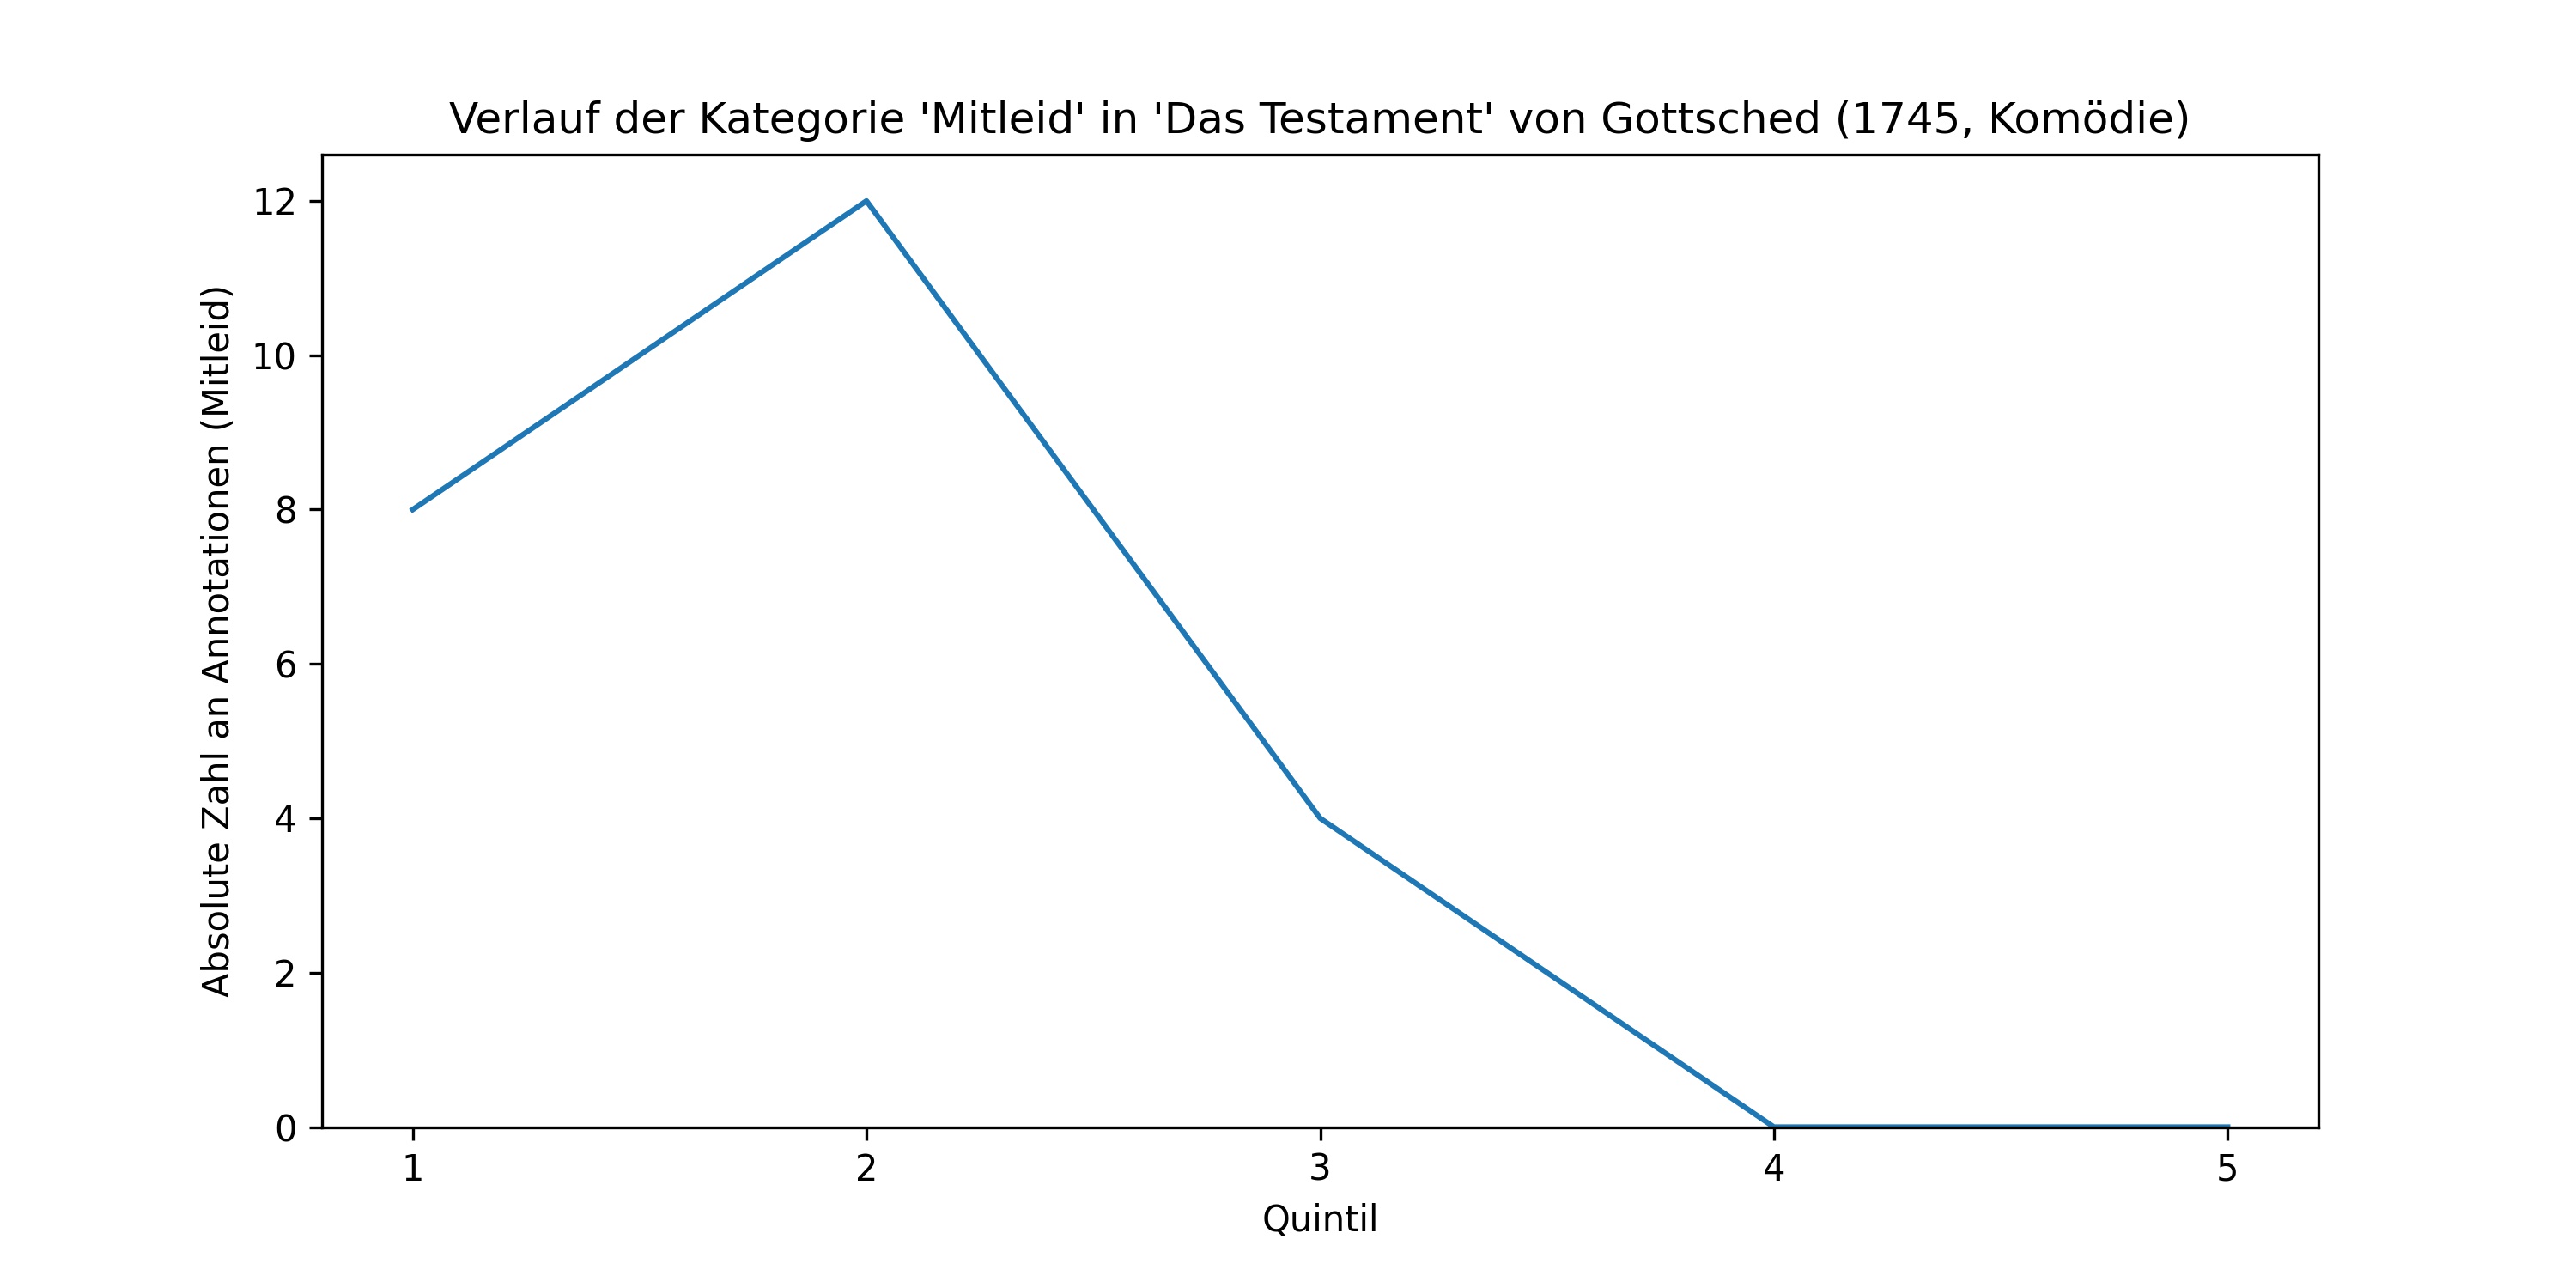 Verlauf der Kategorie 'Mitleid' in 'Das Testament' von Gottsched (1745, Komödie)
Absolute Zahl an Annotationen (Mitleid)
12
10
8
6
4
2
0
1 2 3 4 5
Quintil